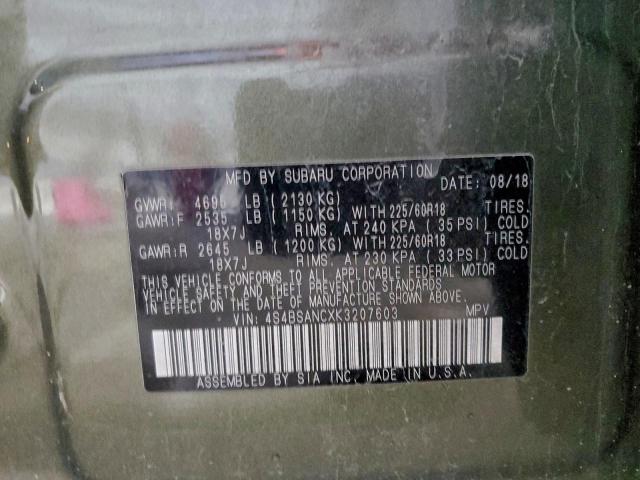 MFD BY SUBARU CORPORATION DATE: 08/18
GVWR: 4695 LB (2130 KG)
GAWR:F 2535 LB (1150 KG) WITH 225/60R18 TIRES.
18X7J RIMS. AT 240 KPA (35 PSI) COLD
GAWR:R 2645 LB (1200 KG) WITH 225/60R18 TIRES.
18X7J RIMS. AT 230 KPA (33 PSI) COLD
THIS VEHICLE CONFORMS TO ALL APPLICABLE FEDERAL MOTOR
VEHICLE SAFETY, AND THEFT PREVENTION STANDARDS
IN EFFECT ON THE DATE OF MANUFACTURE SHOWN ABOVE.
VIN: 4S4BSANCXK3207603 MPV
ASSEMBLED BY SIA INC. MADE IN U.S.A.